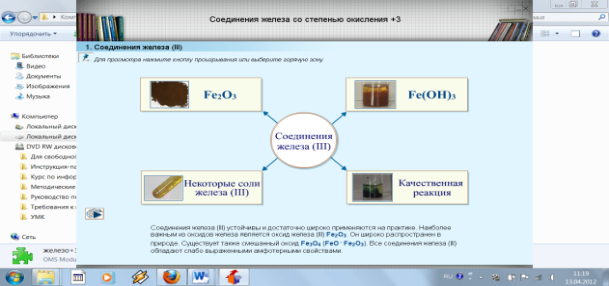 Соединения железа со степенью окисления +3
Упорядочить
1. Соединения железа (III)
Для просмотра нажмите кнопку проигрывания или выберите горячую зону
Библиотеки
Видео
Документы
Изображения
Музыка
Компьютер
Локальный диск
Локальный диск
DVD RW дисково
Для свободно
Инструкция-па
Курс по инфор
Методические
Руководство п
Требования к
УМК
Сеть
Fe₂O₃
Fe(OH)₃
Соединения
железа (III)
Некоторые соли
железа (III)
Качественная
реакция
Соединения железа (III) устойчивы и достаточно широко применяются на практике. Наиболее
важным из оксидов железа является оксид железа (III) Fe₂O₃. Он широко распространен в
природе. Существует также смешанный оксид Fe₃O₄ (FeO · Fe₂O₃). Все соединения железа (III)
обладают слабо выраженными амфотерными свойствами.
железо+3
OMS Modu
RU
11:19
13.04.2012